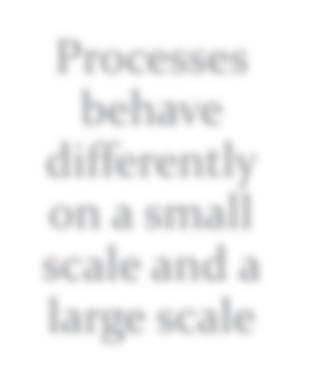 Processes
behave
differently
on a small
scale and a
large scale